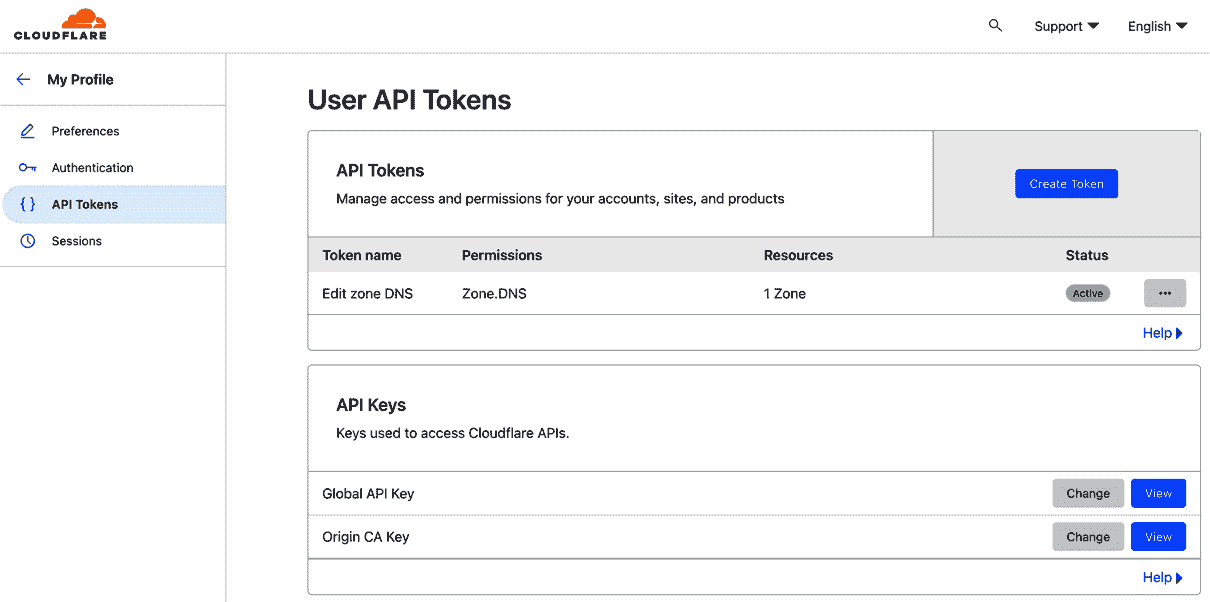 CLOUDFLARE
Support English
My Profile
Preferences
Authentication
{ } API Tokens
Sessions
User API Tokens
API Tokens
Manage access and permissions for your accounts, sites, and products
Create Token
Token name Permissions Resources Status
Edit zone DNS Zone.DNS 1 Zone Active ...
Help
API Keys
Keys used to access Cloudflare APIs.
Global API Key Change View
Origin CA Key Change View
Help